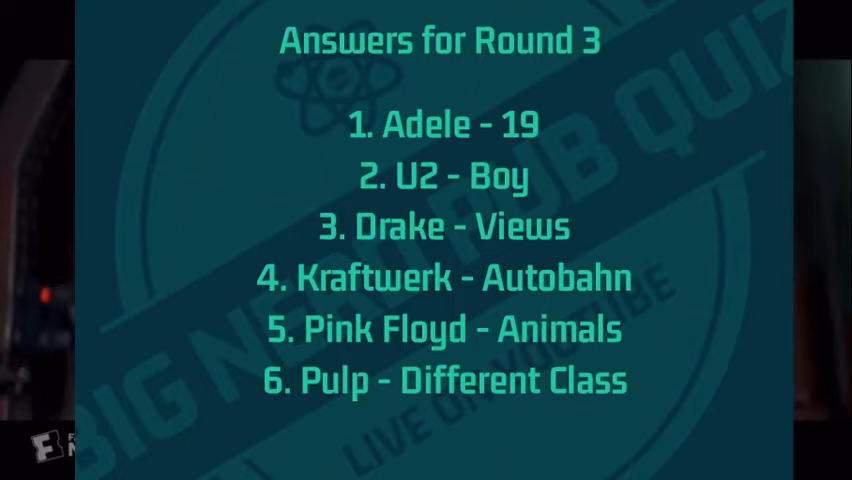 Answers for Round 3
1. Adele - 19
2. U2 - Boy
3. Drake - Views
4. Kraftwerk - Autobahn
5. Pink Floyd - Animals
6. Pulp - Different Class
BIG NERD PUB QUIZ
LIVE ON YOUTUBE